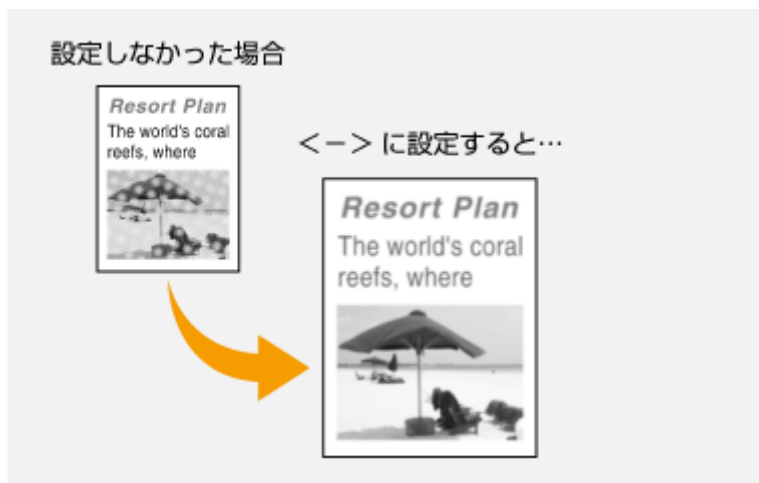 設定しなかった場合
Resort Plan
The world's coral
reefs, where
<ー> に設定すると…
Resort Plan
The world's coral
reefs, where